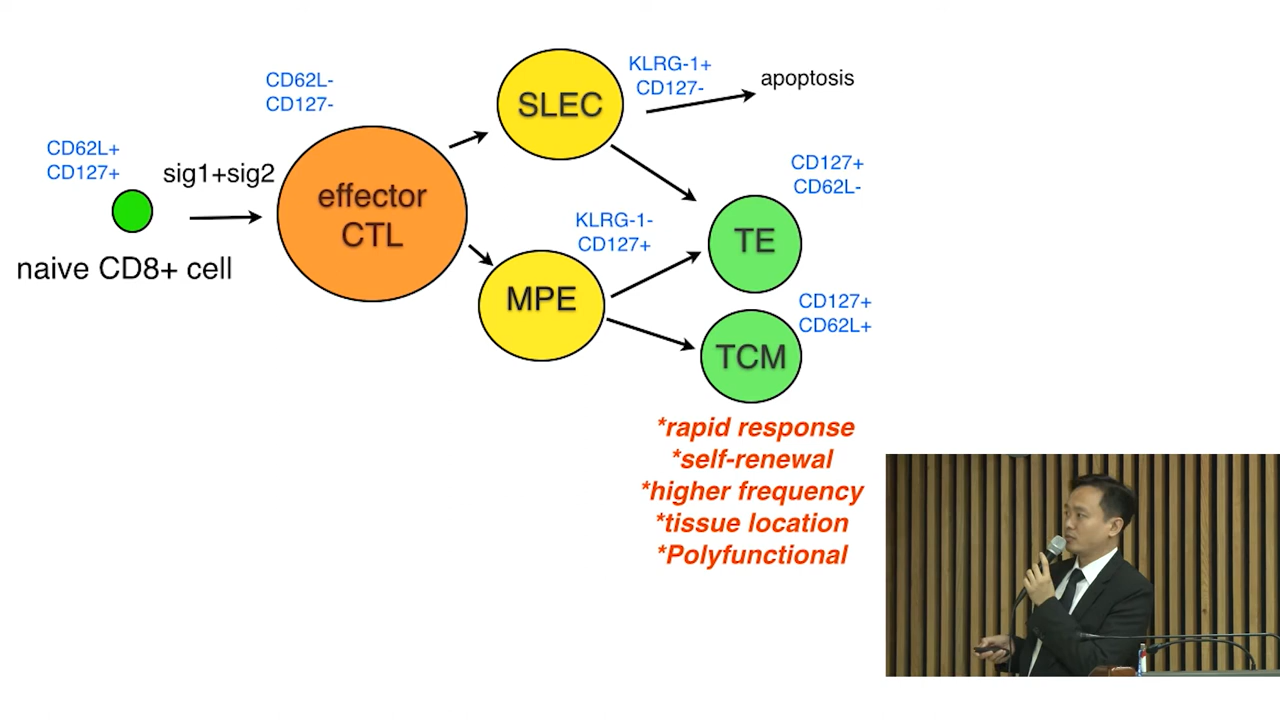 CD62L+
CD127+
naive CD8+ cell
sig1+sig2
CD62L-
CD127-
effector
CTL
SLEC
KLRG-1+
CD127-
apoptosis
MPE
KLRG-1-
CD127+
CD127+
CD62L-
TE
CD127+
CD62L+
TCM
*rapid response
*self-renewal
*higher frequency
*tissue location
*Polyfunctional